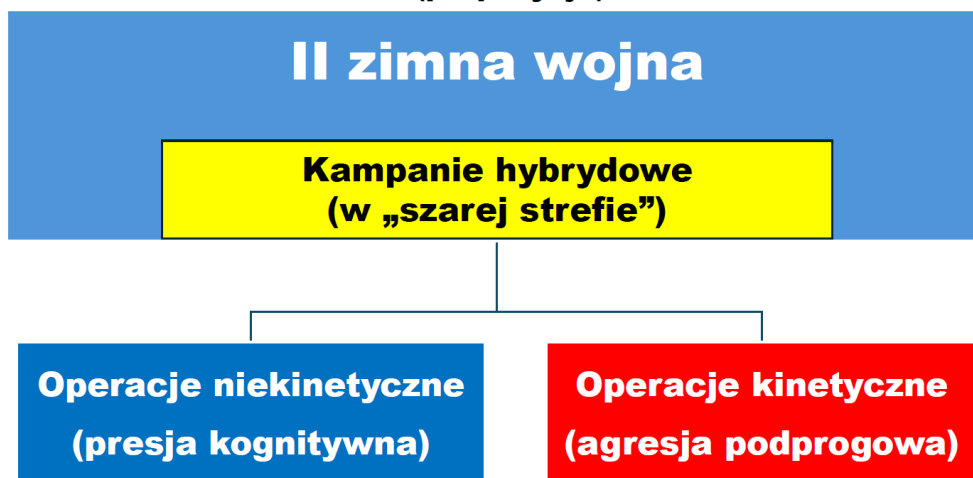 II zimna wojna
Kampanie hybrydowe
(w „szarej strefie”)
Operacje niekinetyczne
(presja kognitywna)
Operacje kinetyczne
(agresja podprogowa)